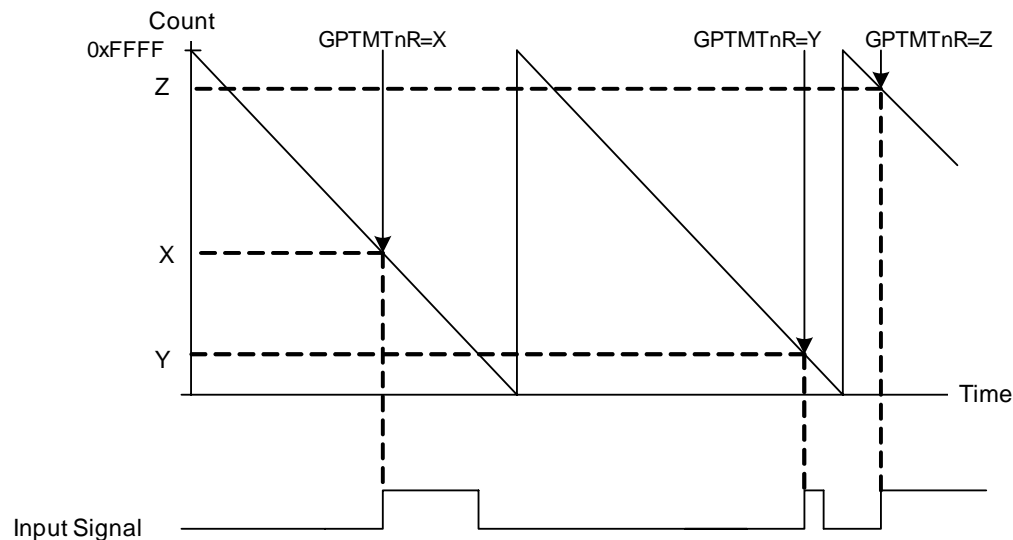 Count
0xFFFF
GPTMTnR=X
GPTMTnR=Y
GPTMTnR=Z
Z
X
Y
Time
Input Signal